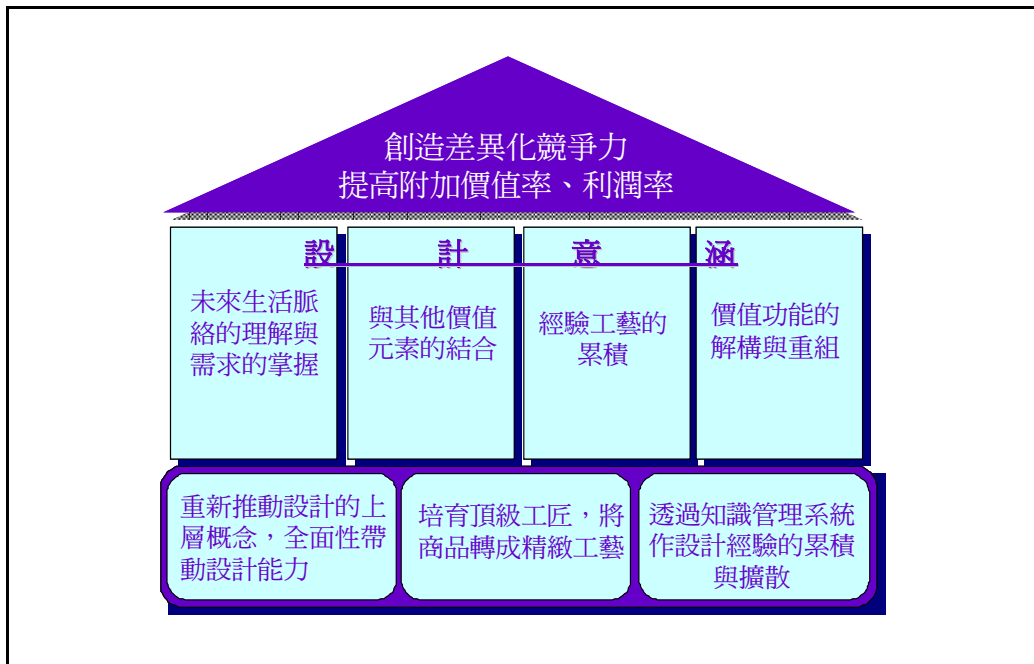 創造差異化競爭力
提高附加價值率、利潤率
設計意涵
未來生活脈
絡的理解與
需求的掌握
與其他價值
元素的結合
經驗工藝的
累積
價值功能的
解構與重組
重新推動設計的上
層概念，全面性帶
動設計能力
培育頂級工匠，將
商品轉成精緻工藝
透過知識管理系統
作設計經驗的累積
與擴散